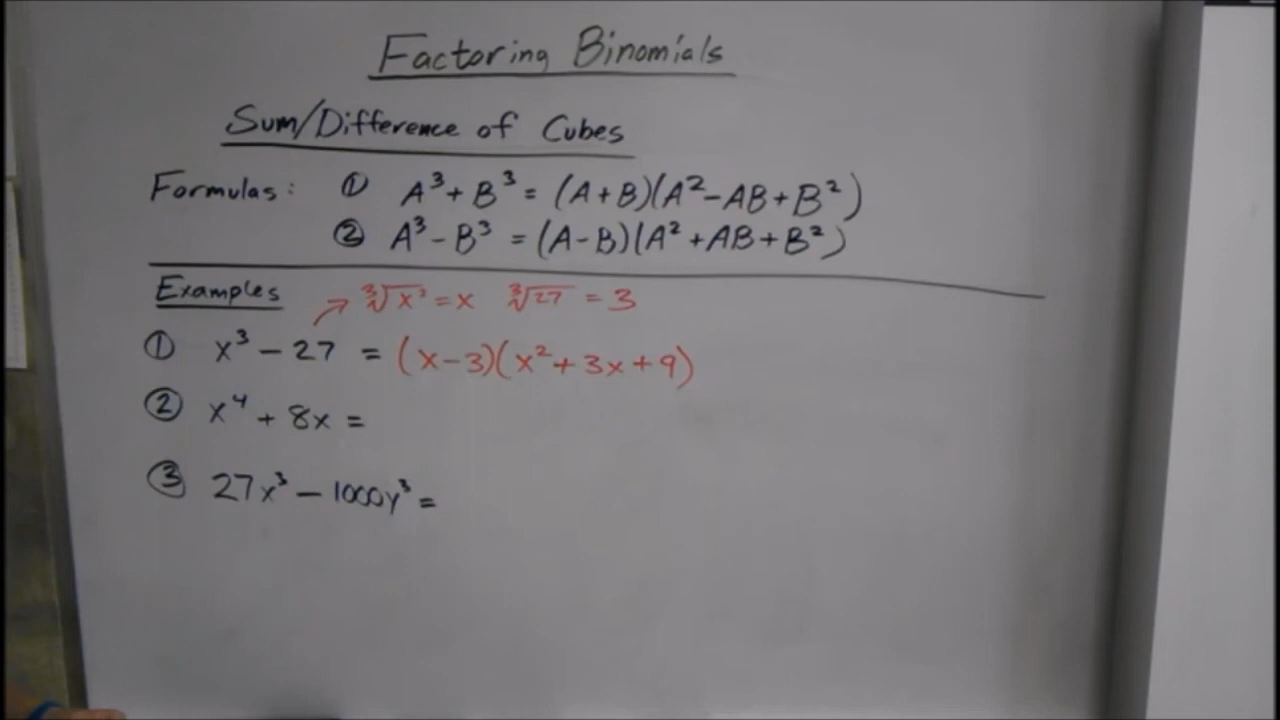 Factoring Binomials
Sum/Difference of Cubes
Formulas: ① A³ + B³ = (A + B)(A² − AB + B²)
② A³ − B³ = (A − B)(A² + AB + B²)
Examples ∛x³ = x ∛27 = 3
① x³ − 27 = (x − 3)(x² + 3x + 9)
② x⁴ + 8x =
③ 27x³ − 1000y³ =